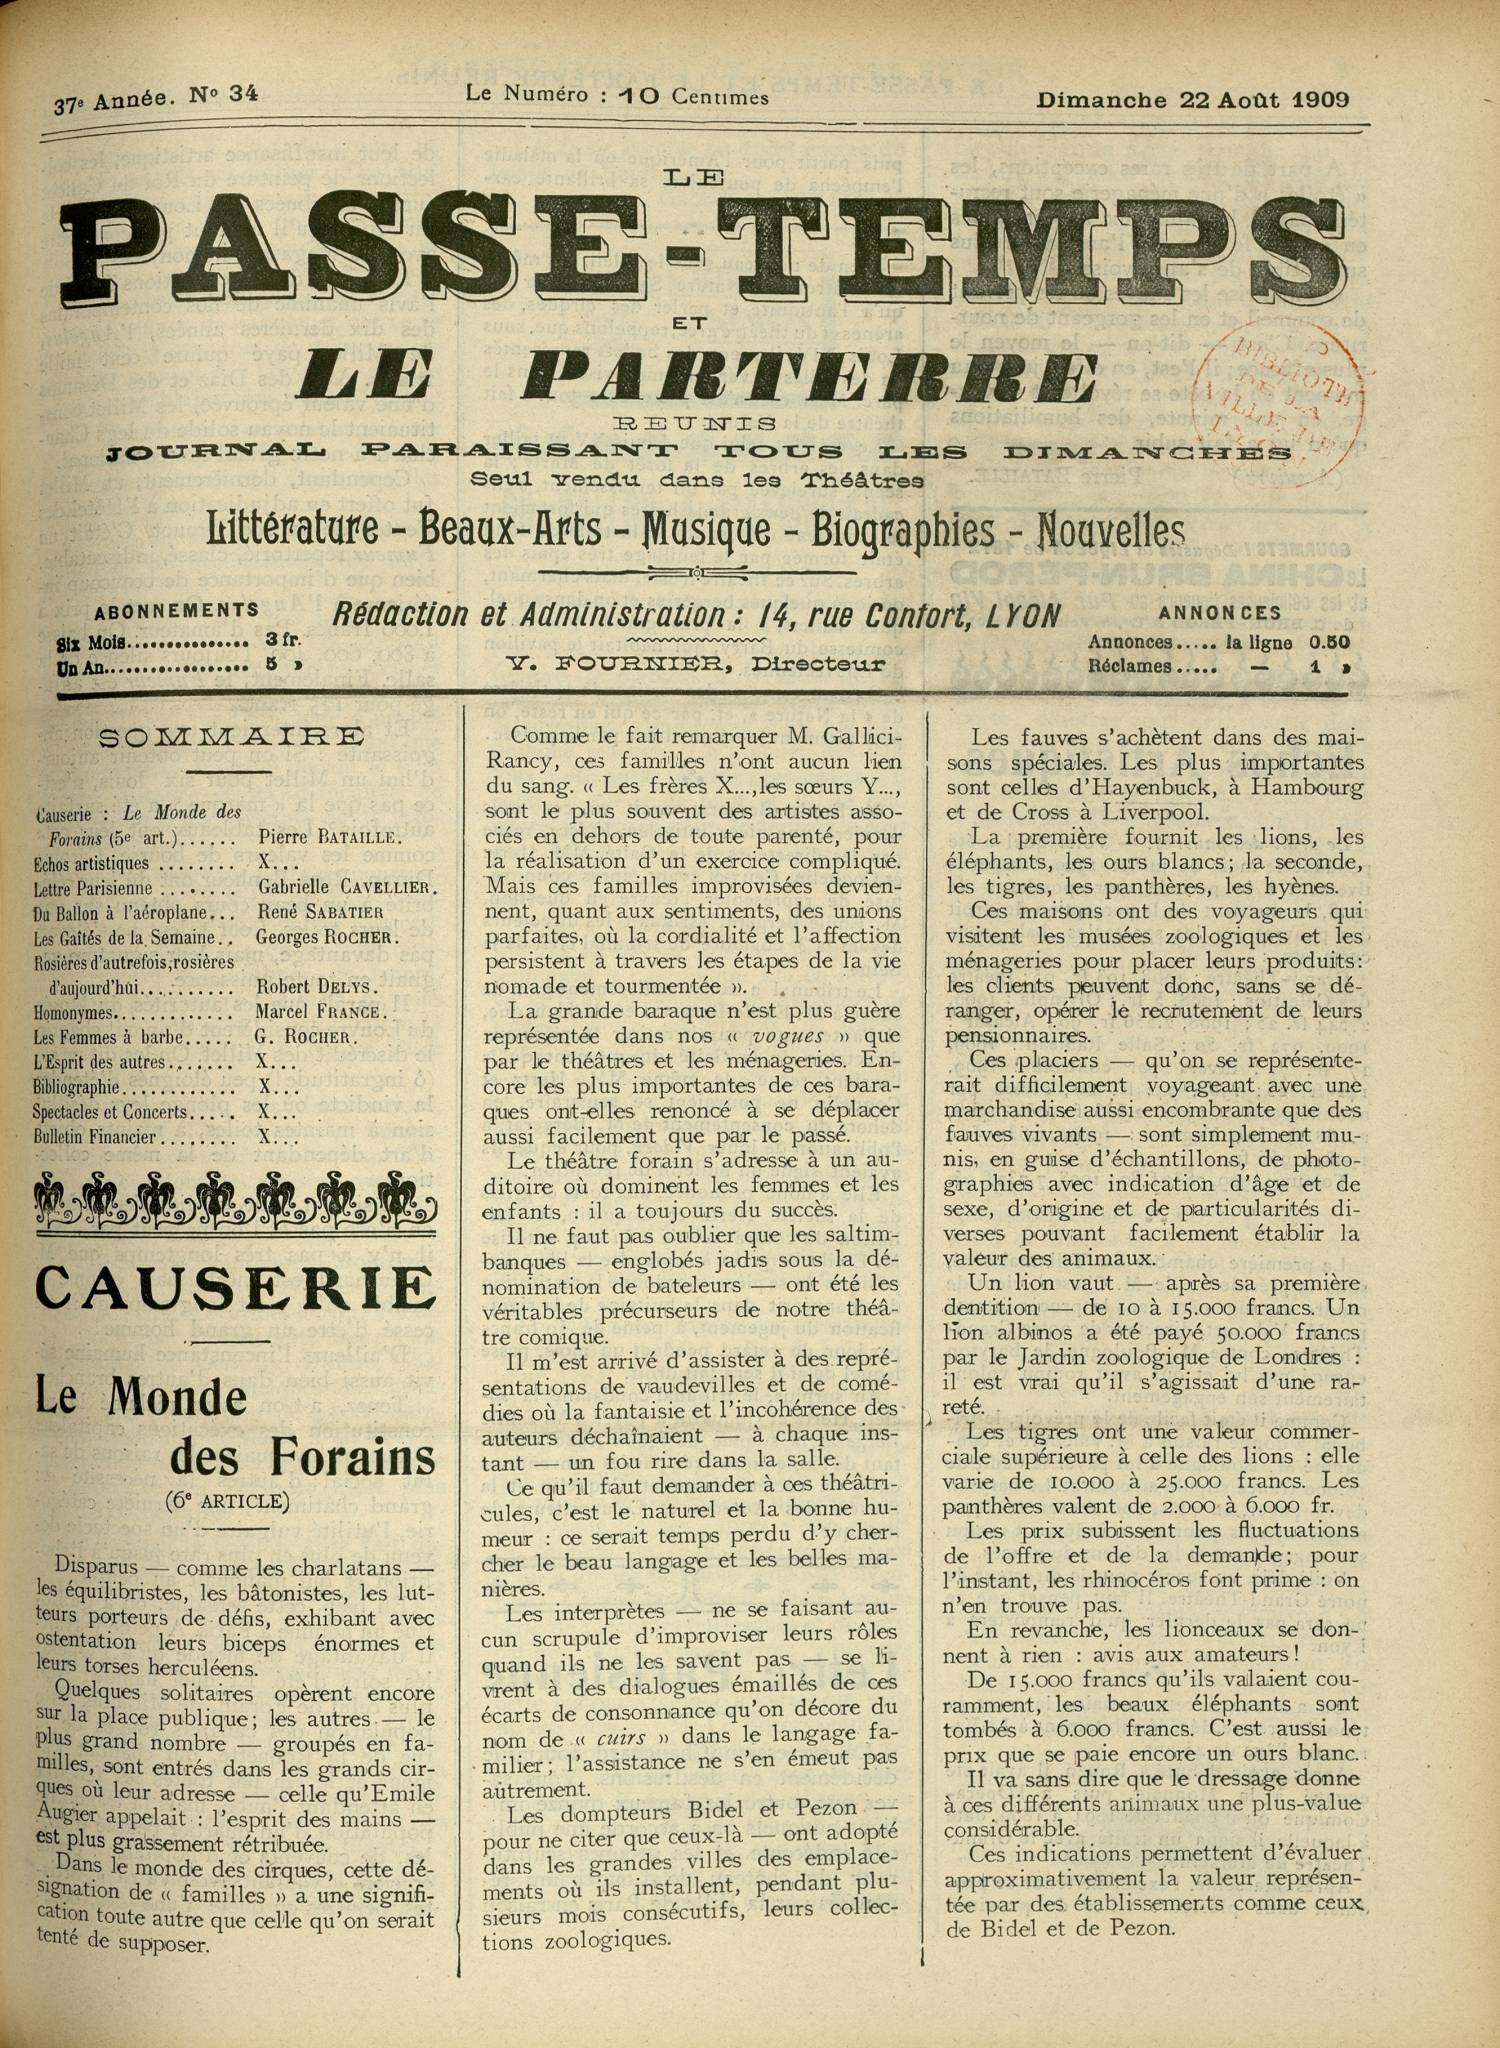 37e Année. No 34
Le Numéro : 10 Centimes
Dimanche 22 Août 1909
LE
PASSE-TEMPS
ET
LE PARTERRE
REUNIS
JOURNAL PARAISSANT TOUS LES DIMANCHES
Seul vendu dans les Théâtres
Littérature - Beaux-Arts - Musique - Biographies - Nouvelles
ABONNEMENTS
Six Mois............... 3 fr.
Un An.................. 5 »
Rédaction et Administration : 14, rue Confort, LYON
V. FOURNIER, Directeur
ANNONCES
Annonces..... la ligne 0.50
Réclames..... — 1 »
SOMMAIRE
Causerie : Le Monde des
Forains (5e art.)...... Pierre BATAILLE.
Echos artistiques ........ X...
Lettre Parisienne ........ Gabrielle CAVELLIER.
Du Ballon à l'aéroplane... René SABATIER
Les Gaîtés de la Semaine.. Georges ROCHER.
Rosières d'autrefois, rosières
d'aujourd'hui.......... Robert DELYS.
Homonymes............ Marcel FRANCE.
Les Femmes à barbe..... G. ROCHER.
L'Esprit des autres....... X...
Bibliographie............ X...
Spectacles et Concerts..... X...
Bulletin Financier........ X...
CAUSERIE
Le Monde
des Forains
(6e ARTICLE)
Disparus — comme les charlatans —
les équilibristes, les bâtonistes, les lut-
teurs porteurs de défis, exhibant avec
ostentation leurs biceps énormes et
leurs torses herculéens.
Quelques solitaires opèrent encore
sur la place publique; les autres — le
plus grand nombre — groupés en fa-
milles, sont entrés dans les grands cir-
ques où leur adresse — celle qu'Emile
Augier appelait : l'esprit des mains —
est plus grassement rétribuée.
Dans le monde des cirques, cette dé-
signation de « familles » a une signifi-
cation toute autre que celle qu'on serait
tenté de supposer.
Comme le fait remarquer M. Gallici-
Rancy, ces familles n'ont aucun lien
du sang. « Les frères X...,les sœurs Y...,
sont le plus souvent des artistes asso-
ciés en dehors de toute parenté, pour
la réalisation d'un exercice compliqué.
Mais ces familles improvisées devien-
nent, quant aux sentiments, des unions
parfaites, où la cordialité et l'affection
persistent à travers les étapes de la vie
nomade et tourmentée ».
La grande baraque n'est plus guère
représentée dans nos « vogues » que
par le théâtres et les ménageries. En-
core les plus importantes de ces bara-
ques ont-elles renoncé à se déplacer
aussi facilement que par le passé.
Le théâtre forain s'adresse à un au-
ditoire où dominent les femmes et les
enfants : il a toujours du succès.
Il ne faut pas oublier que les saltim-
banques — englobés jadis sous la dé-
nomination de bateleurs — ont été les
véritables précurseurs de notre théâ-
tre comique.
Il m'est arrivé d'assister à des repré-
sentations de vaudevilles et de comé-
dies où la fantaisie et l'incohérence des
auteurs déchaînaient — à chaque ins-
tant — un fou rire dans la salle.
Ce qu'il faut demander à ces théâtri-
cules, c'est le naturel et la bonne hu-
meur : ce serait temps perdu d'y cher-
cher le beau langage et les belles ma-
nières.
Les interprètes — ne se faisant au-
cun scrupule d'improviser leurs rôles
quand ils ne les savent pas — se li-
vrent à des dialogues émaillés de ces
écarts de consonnance qu'on décore du
nom de « cuirs » dans le langage fa-
milier; l'assistance ne s'en émeut pas
autrement.
Les dompteurs Bidel et Pezon —
pour ne citer que ceux-là — ont adopté
dans les grandes villes des emplace-
ments où ils installent, pendant plu-
sieurs mois consécutifs, leurs collec-
tions zoologiques.
Les fauves s'achètent dans des mai-
sons spéciales. Les plus importantes
sont celles d'Hayenbuck, à Hambourg
et de Cross à Liverpool.
La première fournit les lions, les
éléphants, les ours blancs; la seconde,
les tigres, les panthères, les hyènes.
Ces maisons ont des voyageurs qui
visitent les musées zoologiques et les
ménageries pour placer leurs produits:
les clients peuvent donc, sans se dé-
ranger, opérer le recrutement de leurs
pensionnaires.
Ces placiers — qu'on se représente-
rait difficilement voyageant avec une
marchandise aussi encombrante que des
fauves vivants — sont simplement mu-
nis, en guise d'échantillons, de photo-
graphies avec indication d'âge et de
sexe, d'origine et de particularités di-
verses pouvant facilement établir la
valeur des animaux.
Un lion vaut — après sa première
dentition — de 10 à 15.000 francs. Un
lion albinos a été payé 50.000 francs
par le Jardin zoologique de Londres :
il est vrai qu'il s'agissait d'une ra-
reté.
Les tigres ont une valeur commer-
ciale supérieure à celle des lions : elle
varie de 10.000 à 25.000 francs. Les
panthères valent de 2.000 à 6.000 fr.
Les prix subissent les fluctuations
de l'offre et de la demande; pour
l'instant, les rhinocéros font prime : on
n'en trouve pas.
En revanche, les lionceaux se don-
nent à rien : avis aux amateurs!
De 15.000 francs qu'ils valaient cou-
ramment, les beaux éléphants sont
tombés à 6.000 francs. C'est aussi le
prix que se paie encore un ours blanc.
Il va sans dire que le dressage donne
à ces différents animaux une plus-value
considérable.
Ces indications permettent d'évaluer
approximativement la valeur représen-
tée par des établissements comme ceux
de Bidel et de Pezon.